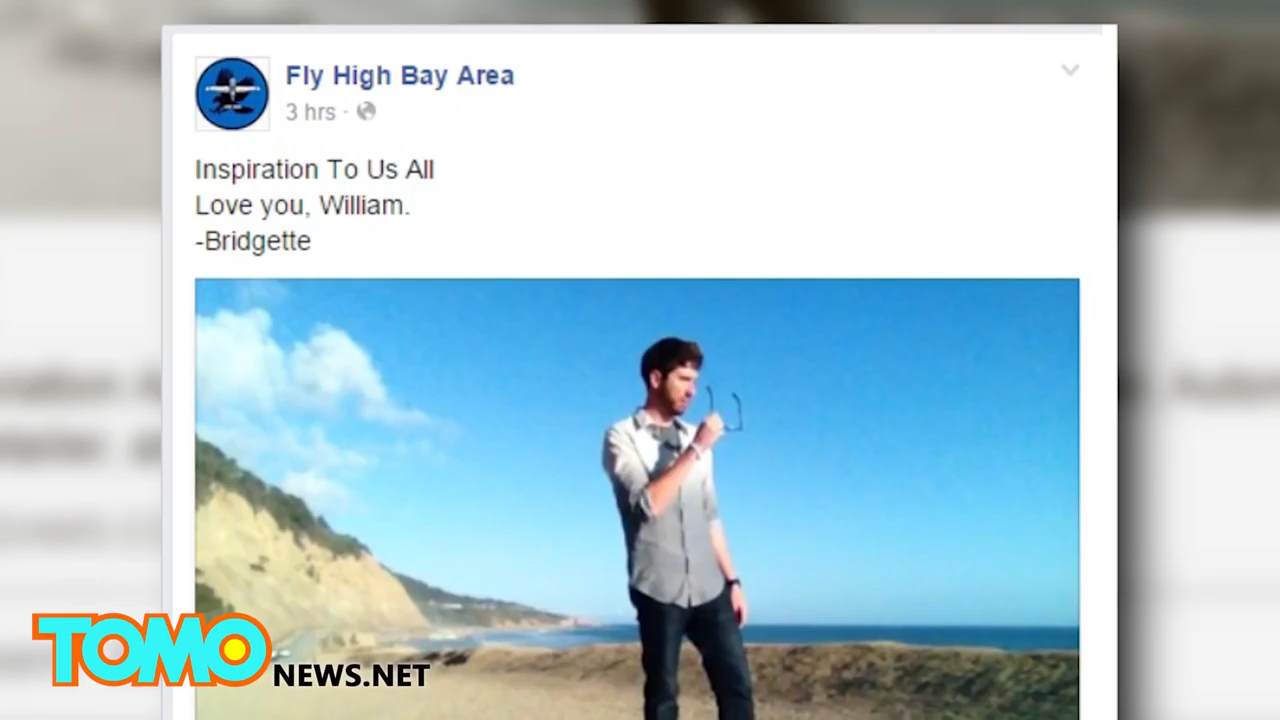 Fly High Bay Area
3 hrs ·
Inspiration To Us All
Love you, William.
-Bridgette
TOMO
NEWS.NET